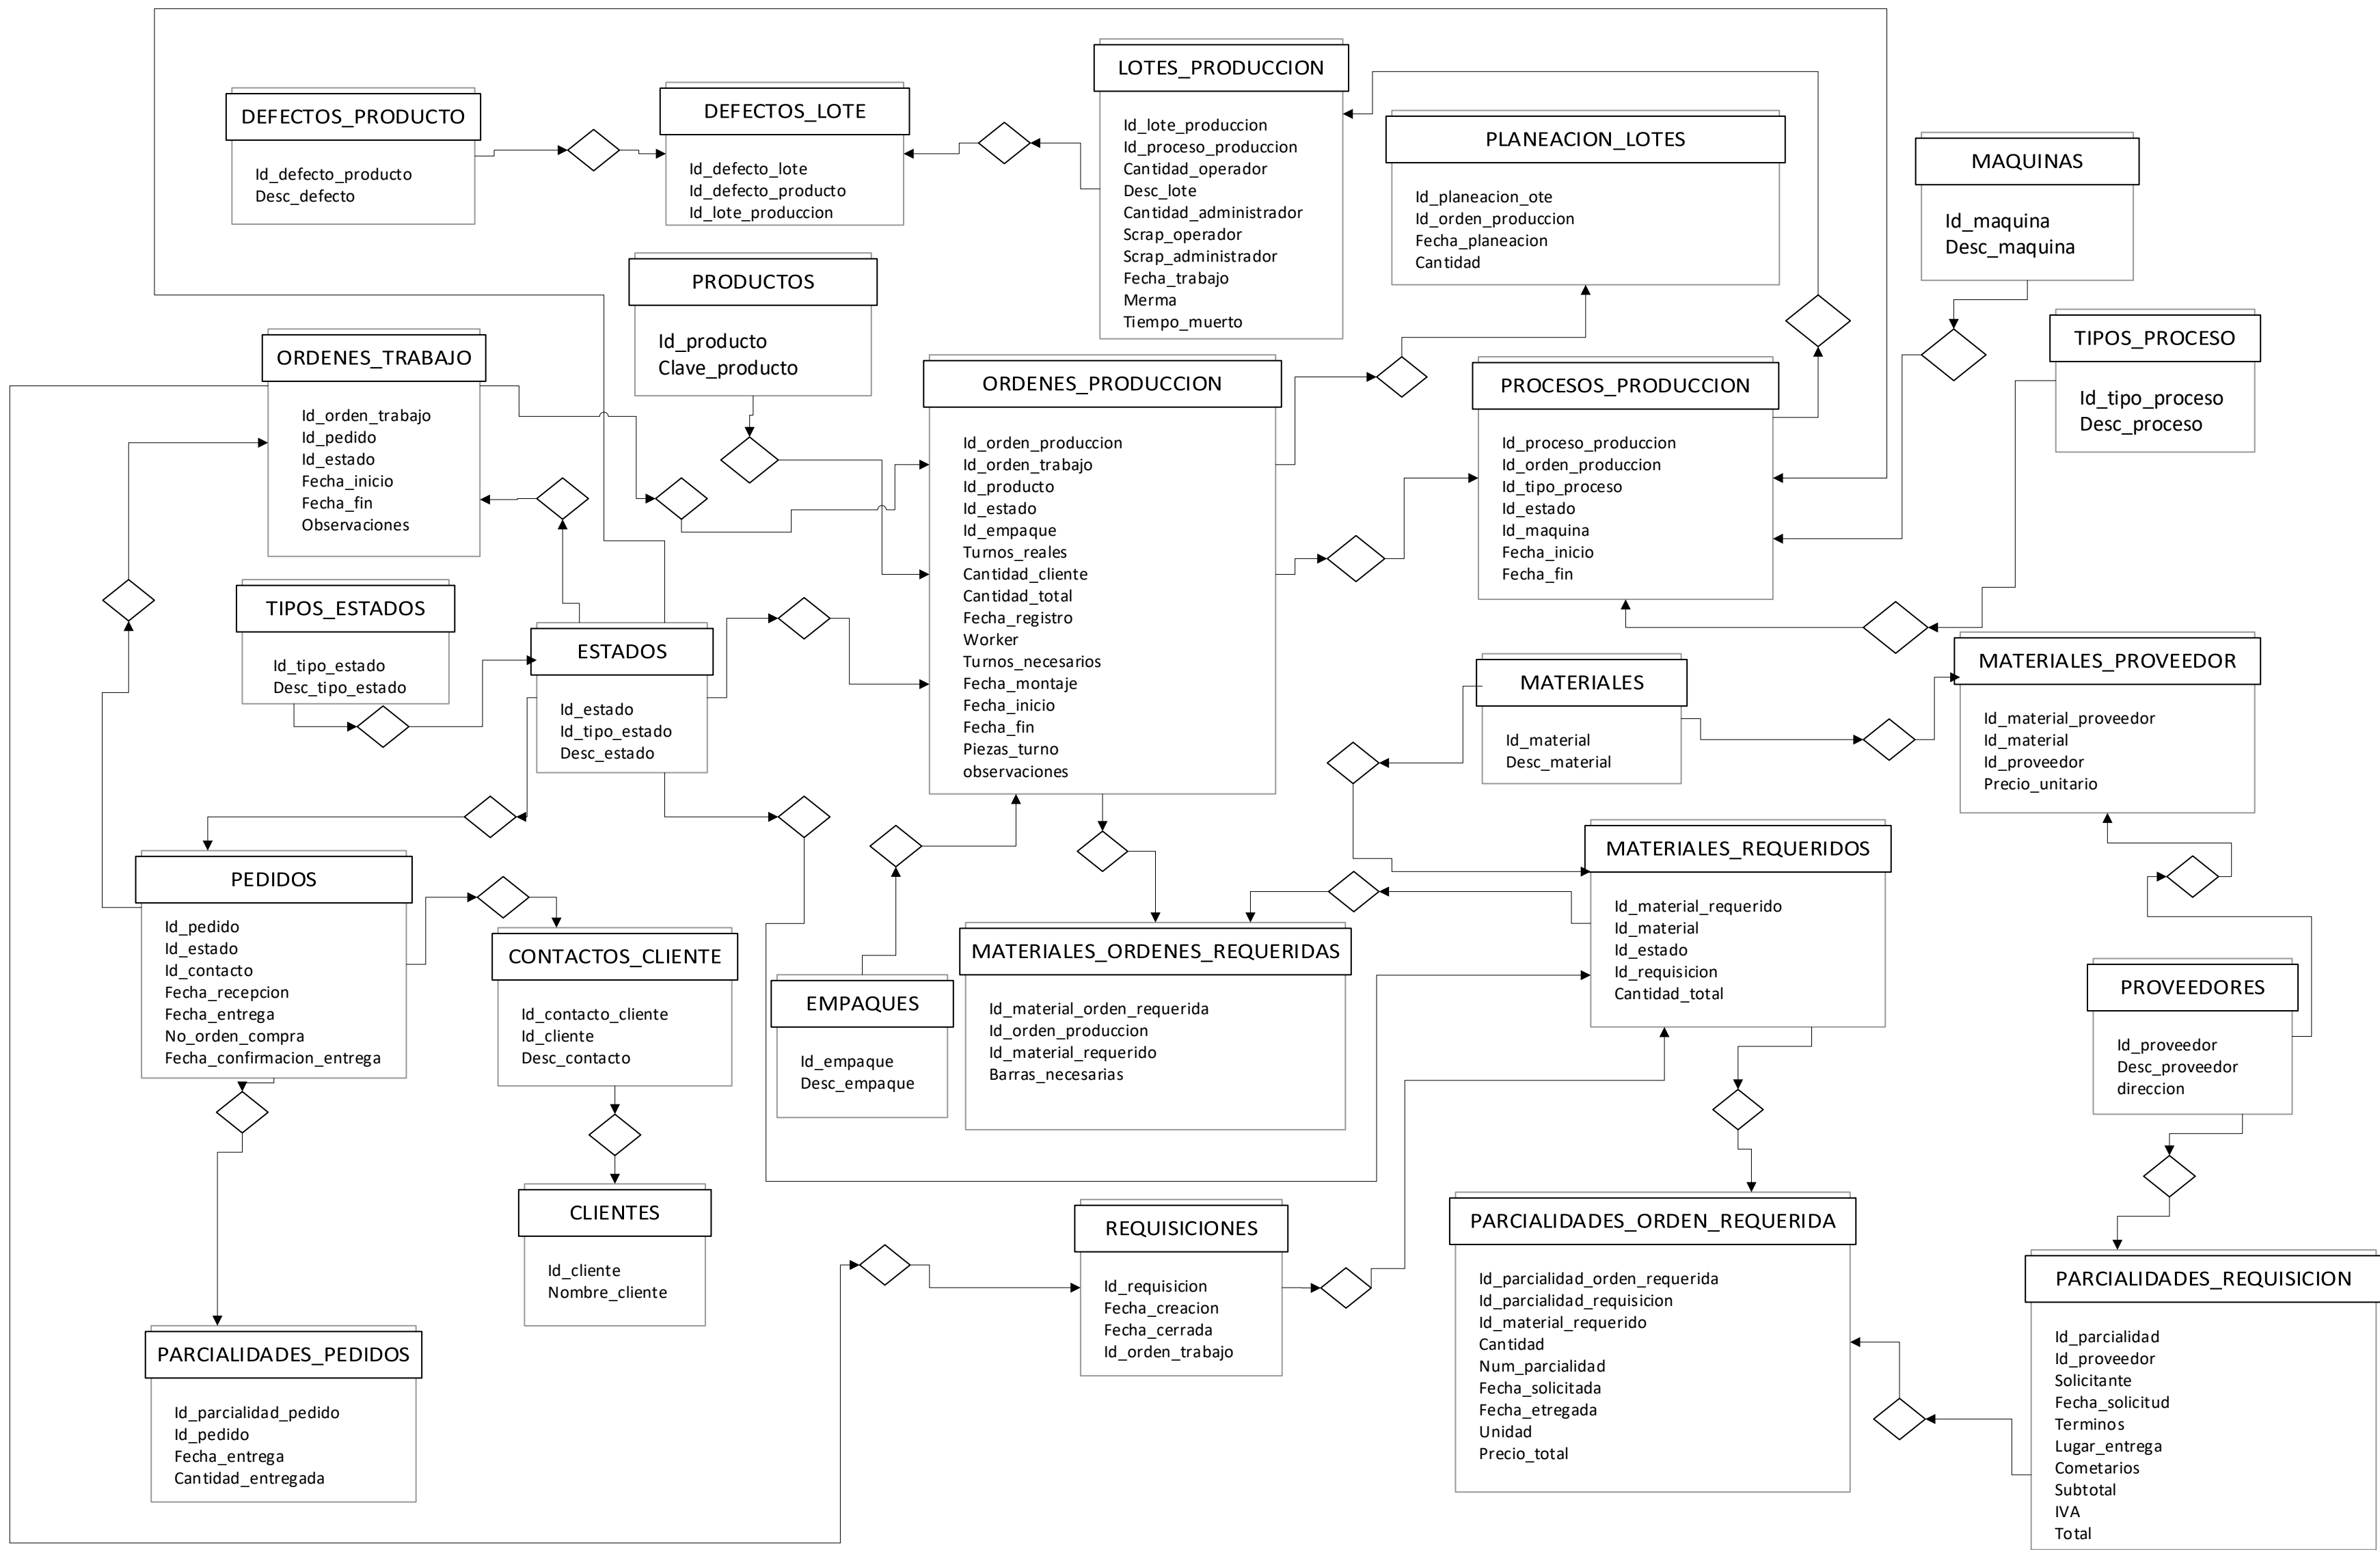 DEFECTOS_PRODUCTO
Id_defecto_producto
Desc_defecto
DEFECTOS_LOTE
Id_defecto_lote
Id_defecto_producto
Id_lote_produccion
LOTES_PRODUCCION
Id_lote_produccion
Id_proceso_produccion
Cantidad_operador
Desc_lote
Cantidad_administrador
Scrap_operador
Scrap_administrador
Fecha_trabajo
Merma
Tiempo_muerto
PLANEACION_LOTES
Id_planeacion_ote
Id_orden_produccion
Fecha_planeacion
Cantidad
MAQUINAS
Id_maquina
Desc_maquina
PRODUCTOS
Id_producto
Clave_producto
ORDENES_TRABAJO
Id_orden_trabajo
Id_pedido
Id_estado
Fecha_inicio
Fecha_fin
Observaciones
ORDENES_PRODUCCION
Id_orden_produccion
Id_orden_trabajo
Id_producto
Id_estado
Id_empaque
Turnos_reales
Cantidad_cliente
Cantidad_total
Fecha_registro
Worker
Turnos_necesarios
Fecha_montaje
Fecha_inicio
Fecha_fin
Piezas_turno
observaciones
PROCESOS_PRODUCCION
Id_proceso_produccion
Id_orden_produccion
Id_tipo_proceso
Id_estado
Id_maquina
Fecha_inicio
Fecha_fin
TIPOS_PROCESO
Id_tipo_proceso
Desc_proceso
TIPOS_ESTADOS
Id_tipo_estado
Desc_tipo_estado
ESTADOS
Id_estado
Id_tipo_estado
Desc_estado
MATERIALES
Id_material
Desc_material
MATERIALES_PROVEEDOR
Id_material_proveedor
Id_material
Id_proveedor
Precio_unitario
PEDIDOS
Id_pedido
Id_estado
Id_contacto
Fecha_recepcion
Fecha_entrega
No_orden_compra
Fecha_confirmacion_entrega
CONTACTOS_CLIENTE
Id_contacto_cliente
Id_cliente
Desc_contacto
EMPAQUES
Id_empaque
Desc_empaque
MATERIALES_ORDENES_REQUERIDAS
Id_material_orden_requerida
Id_orden_produccion
Id_material_requerido
Barras_necesarias
MATERIALES_REQUERIDOS
Id_material_requerido
Id_material
Id_estado
Id_requisicion
Cantidad_total
PROVEEDORES
Id_proveedor
Desc_proveedor
direccion
CLIENTES
Id_cliente
Nombre_cliente
REQUISICIONES
Id_requisicion
Fecha_creacion
Fecha_cerrada
Id_orden_trabajo
PARCIALIDADES_ORDEN_REQUERIDA
Id_parcialidad_orden_requerida
Id_parcialidad_requisicion
Id_material_requerido
Cantidad
Num_parcialidad
Fecha_solicitada
Fecha_etregada
Unidad
Precio_total
PARCIALIDADES_REQUISICION
Id_parcialidad
Id_proveedor
Solicitante
Fecha_solicitud
Terminos
Lugar_entrega
Cometarios
Subtotal
IVA
Total
PARCIALIDADES_PEDIDOS
Id_parcialidad_pedido
Id_pedido
Fecha_entrega
Cantidad_entregada